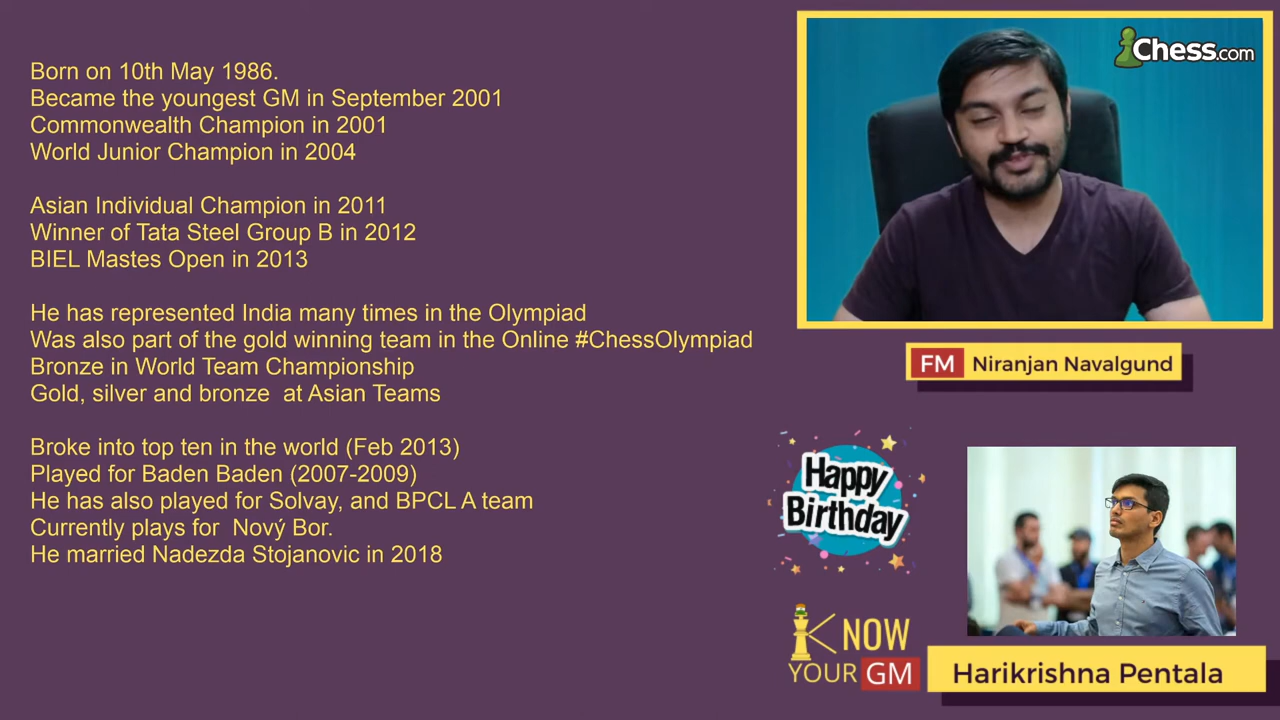 Born on 10th May 1986.
Became the youngest GM in September 2001
Commonwealth Champion in 2001
World Junior Champion in 2004
Asian Individual Champion in 2011
Winner of Tata Steel Group B in 2012
BIEL Mastes Open in 2013
He has represented India many times in the Olympiad
Was also part of the gold winning team in the Online #ChessOlympiad
Bronze in World Team Championship
Gold, silver and bronze  at Asian Teams
Broke into top ten in the world (Feb 2013)
Played for Baden Baden (2007-2009)
He has also played for Solvay, and BPCL A team
Currently plays for  Nový Bor.
He married Nadezda Stojanovic in 2018
Chess.com
FM Niranjan Navalgund
Happy
Birthday
KNOW
YOUR GM
Harikrishna Pentala